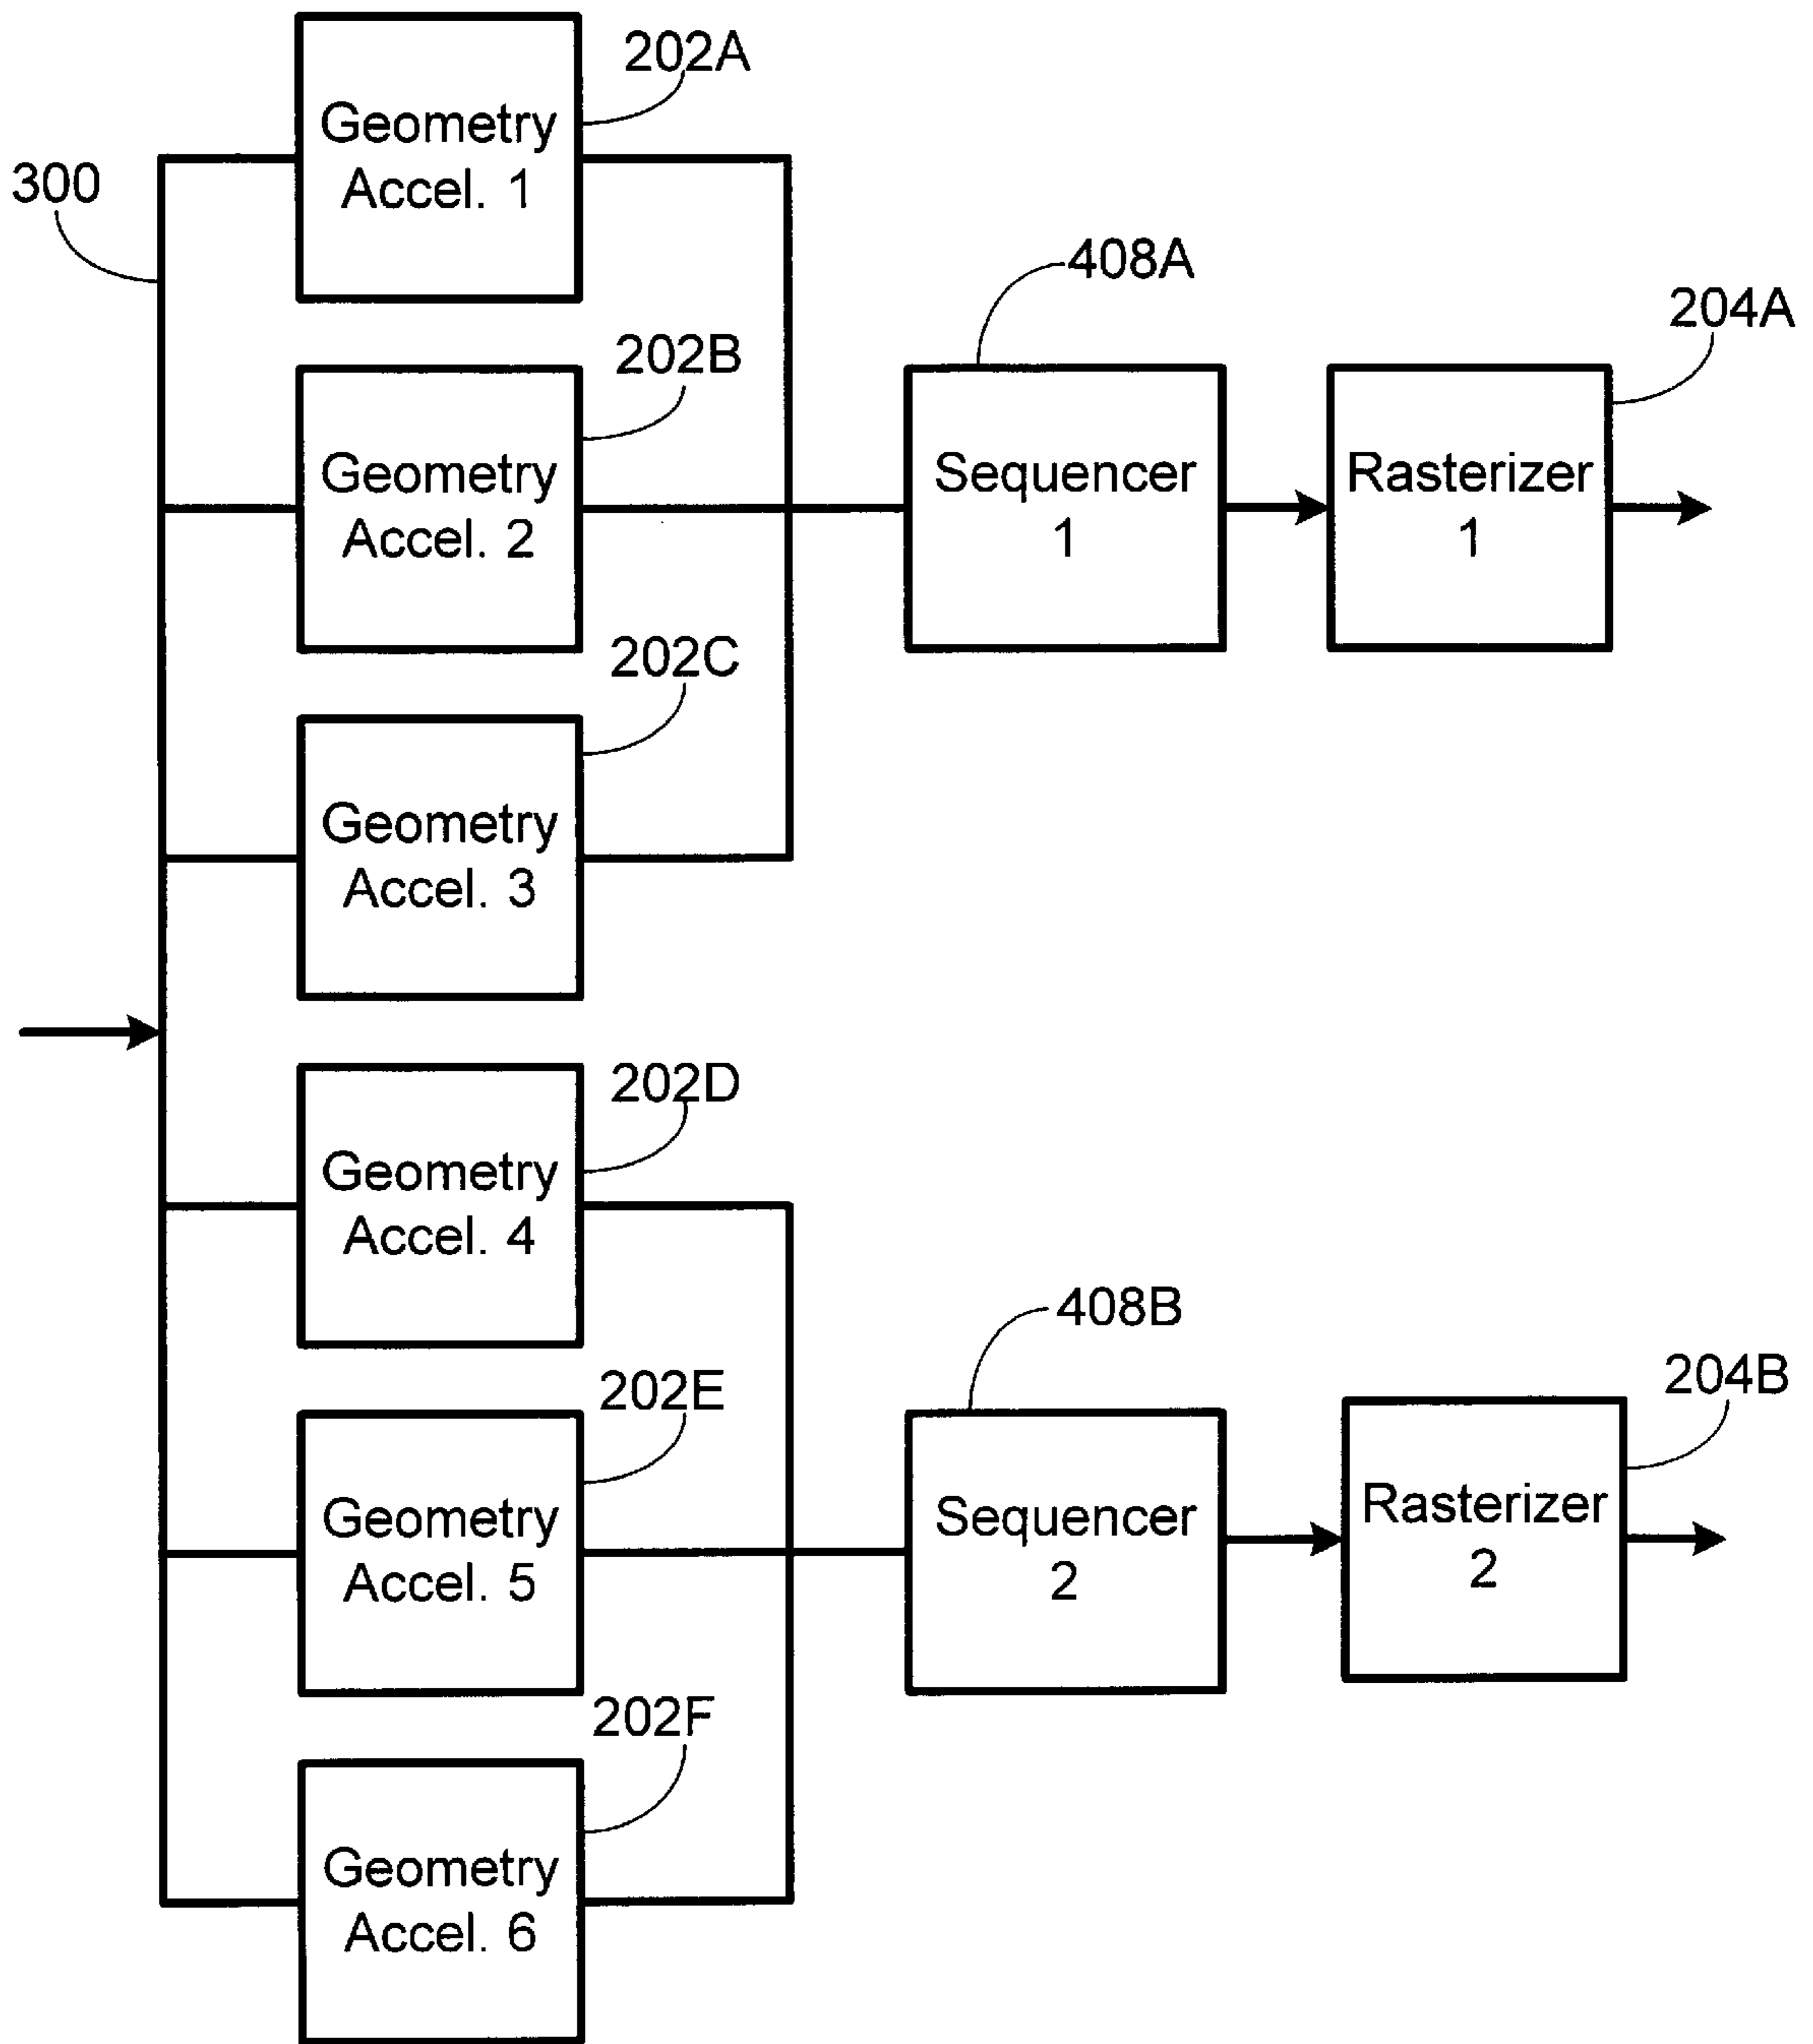 202A
Geometry
Accel. 1
300
408A
204A
202B
Geometry
Accel. 2
Sequencer
1
Rasterizer
1
202C
Geometry
Accel. 3
202D
Geometry
Accel. 4
408B
204B
202E
Geometry
Accel. 5
Sequencer
2
Rasterizer
2
202F
Geometry
Accel. 6